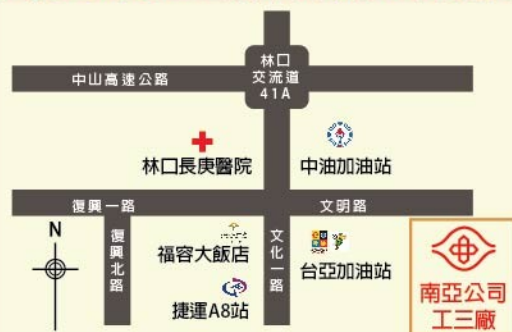 林口
交流道
41A
中山高速公路
林口長庚醫院
中油加油站
復興一路
文明路
N
復興北路
福容大飯店
文化一路
台亞加油站
捷運A8站
南亞公司
工三廠